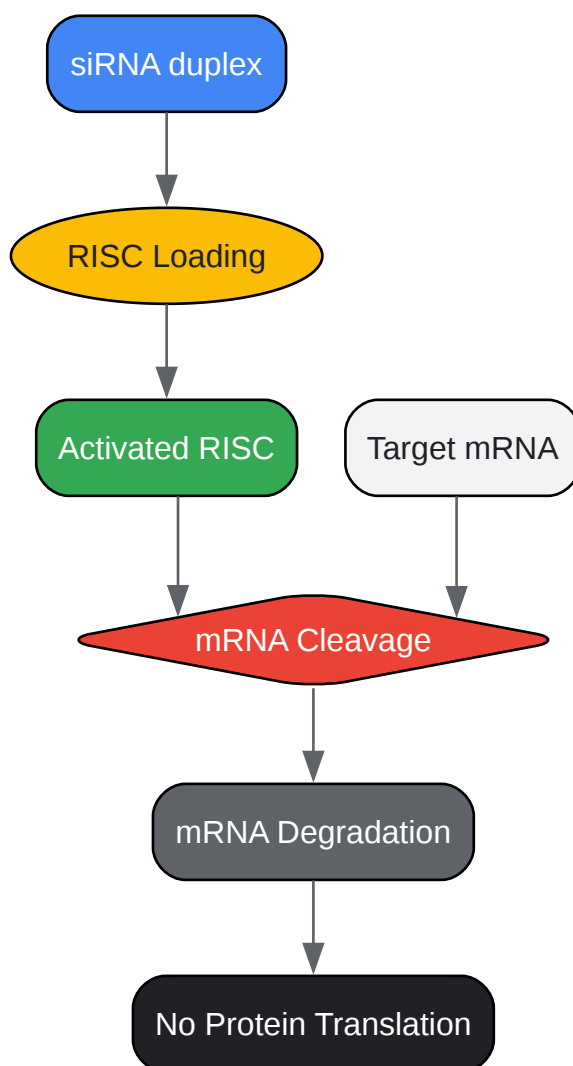 siRNA duplex
RISC Loading
Activated RISC
Target mRNA
mRNA Cleavage
mRNA Degradation
No Protein Translation